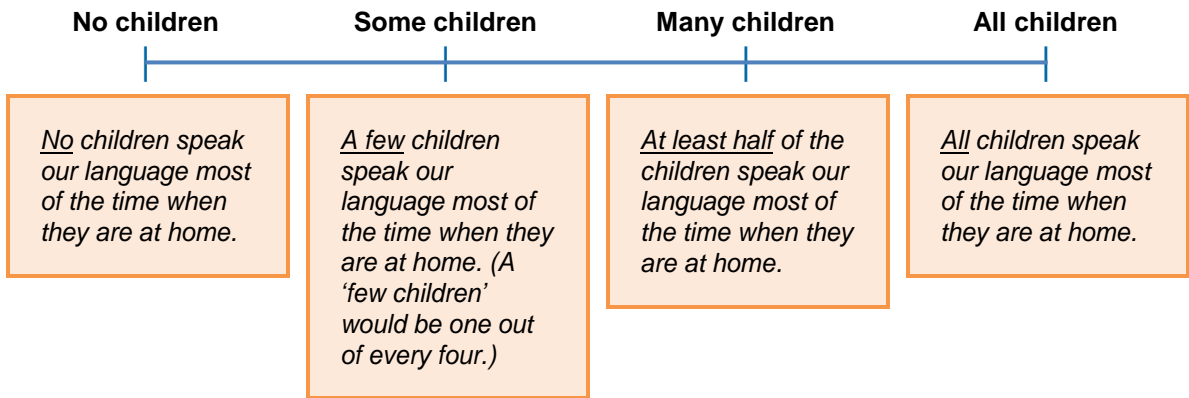 No children
Some children
Many children
All children
No children speak
our language most
of the time when
they are at home.
A few children
speak our
language most of
the time when they
are at home. (A
‘few children’
would be one out
of every four.)
At least half of the
children speak our
language most of
the time when they
are at home.
All children speak
our language most
of the time when
they are at home.